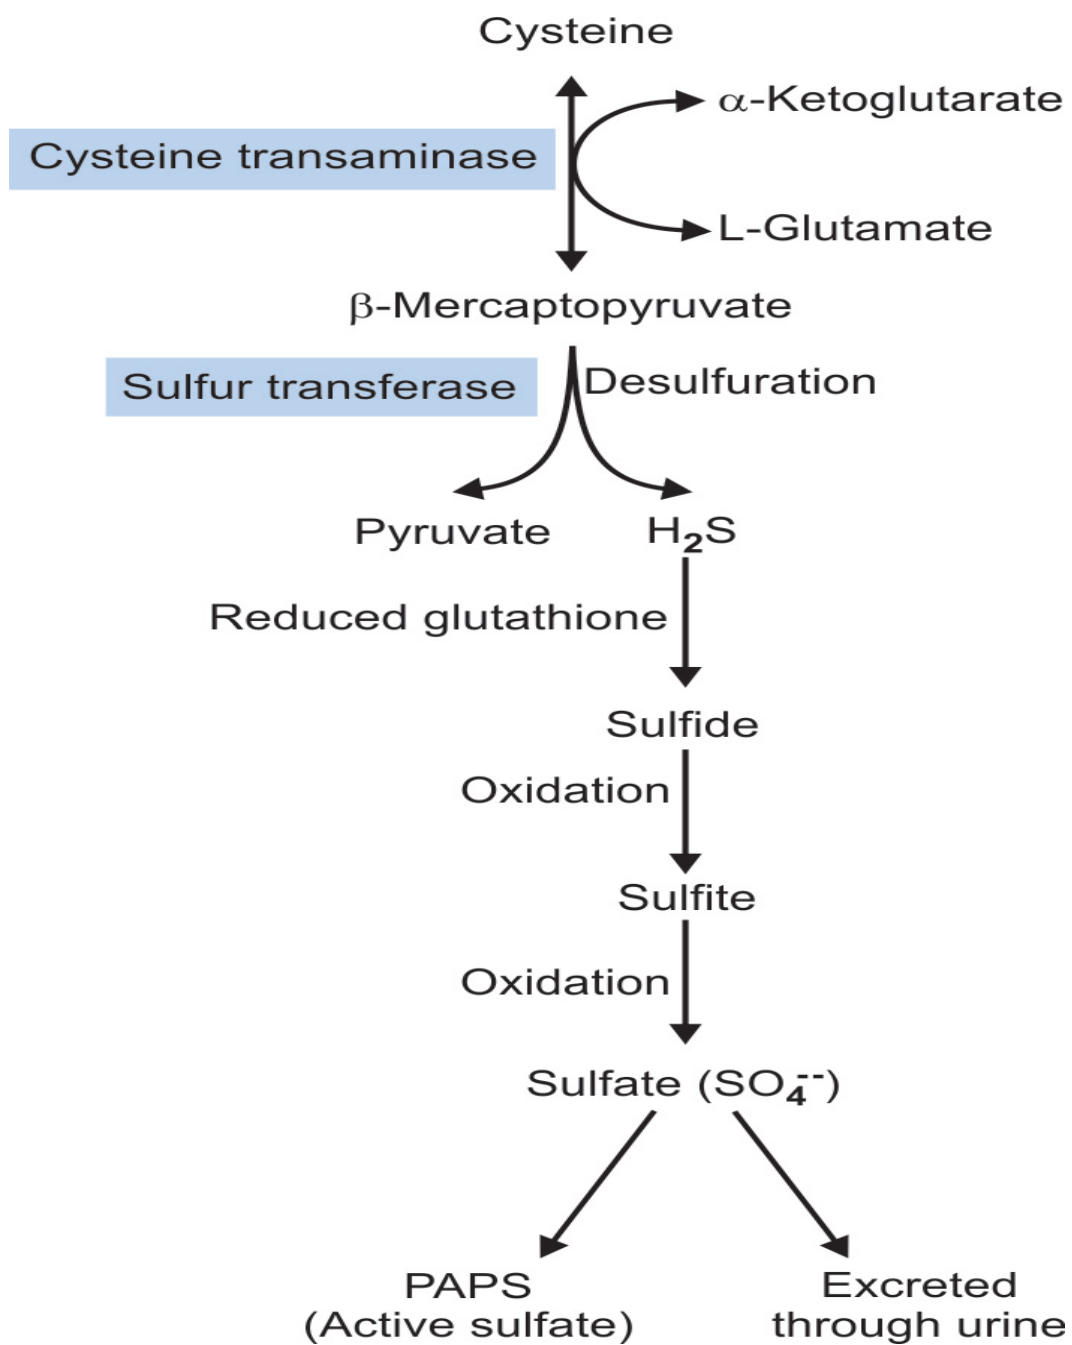 Cysteine
α-Ketoglutarate
Cysteine transaminase
L-Glutamate
β-Mercaptopyruvate
Sulfur transferase
Desulfuration
Pyruvate
H₂S
Reduced glutathione
Sulfide
Oxidation
Sulfite
Oxidation
Sulfate (SO₄--)
PAPS
(Active sulfate)
Excreted
through urine